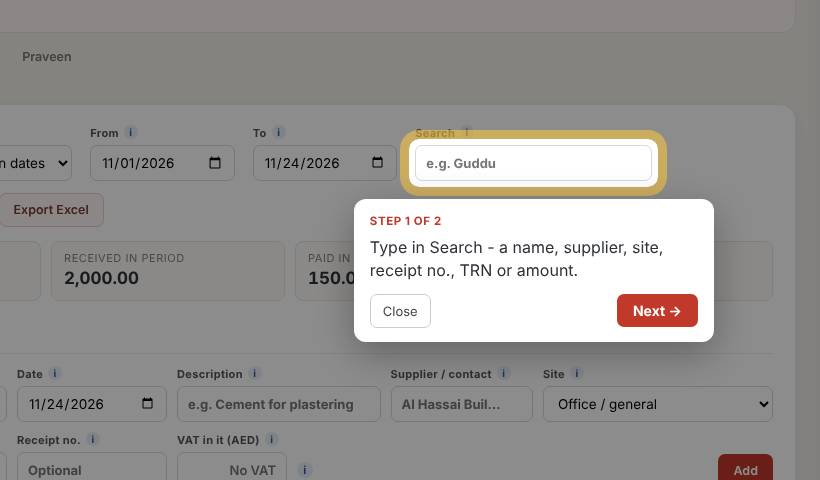 Praveen
From i To i Search i
n dates 11/01/2026 11/24/2026 e.g. Guddu
Export Excel
STEP 1 OF 2
Type in Search - a name, supplier, site,
receipt no., TRN or amount.
Close Next →
RECEIVED IN PERIOD PAID IN
2,000.00 150.0
Date i Description i Supplier / contact i Site i
11/24/2026 e.g. Cement for plastering Al Hassai Buil... Office / general
Receipt no. i VAT in it (AED) i
Optional No VAT i Add